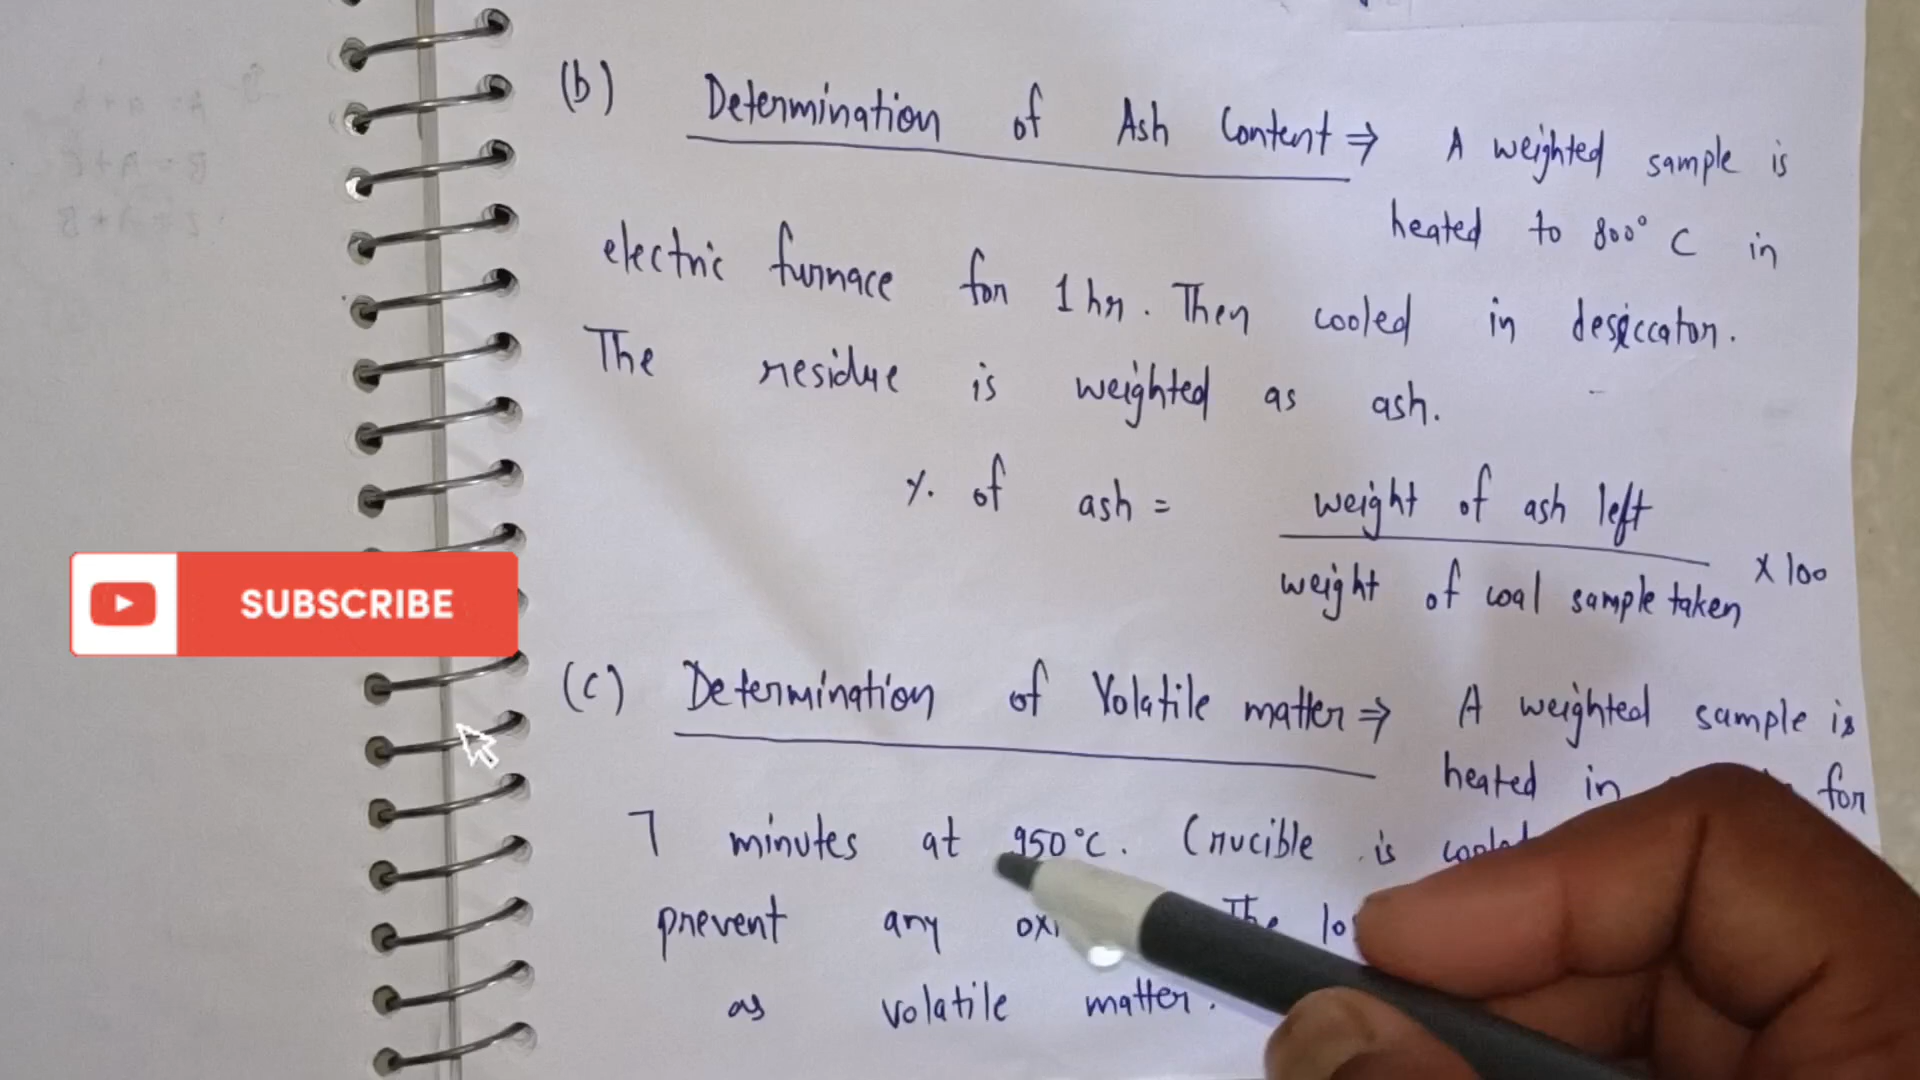 (b) Determination of Ash Content ⇒ A weighted sample is
heated to 800° C in
electric furnace for 1 hr. Then cooled in desiccator.
The residue is weighted as ash.
% of ash = weight of ash left
weight of coal sample taken × 100
SUBSCRIBE
(c) Determination of Volatile matter ⇒ A weighted sample is
heated in for
7 minutes at 950°C. Crucible is
prevent any The
as volatile matter.